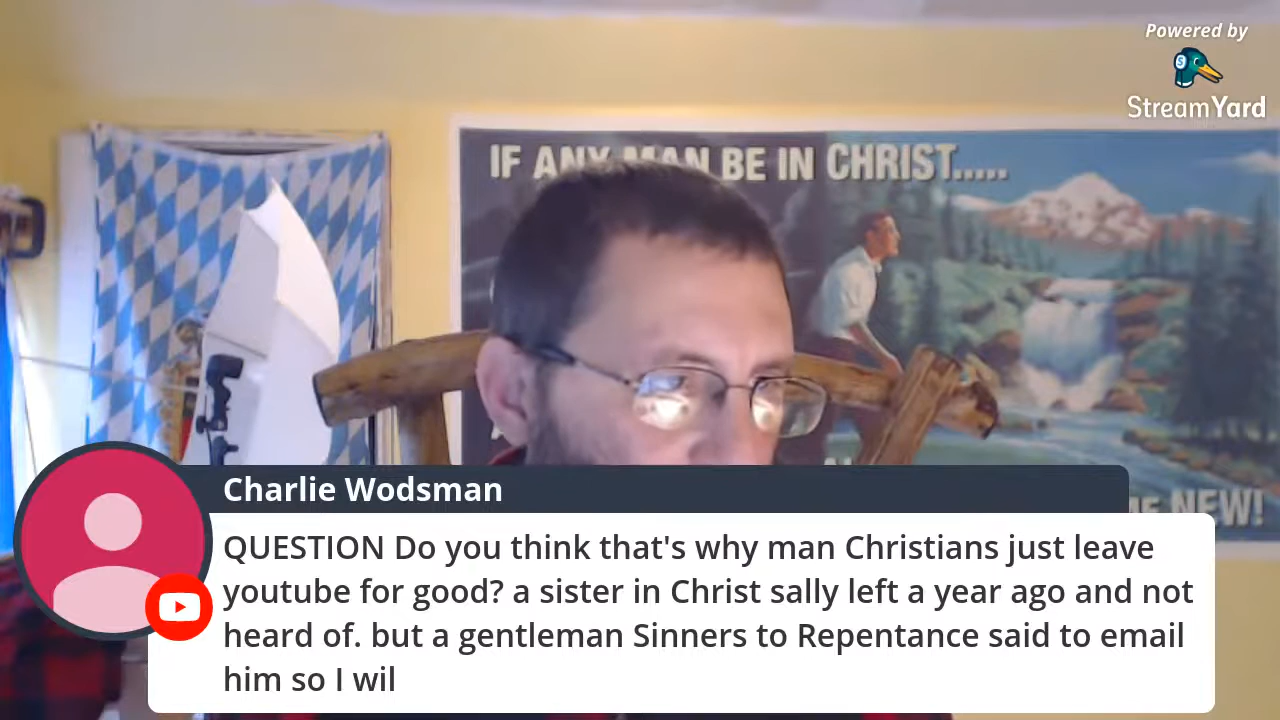 Powered by
StreamYard
IF ANY MAN BE IN CHRIST.....
NEW!
Charlie Wodsman
QUESTION Do you think that's why man Christians just leave
youtube for good? a sister in Christ sally left a year ago and not
heard of. but a gentleman Sinners to Repentance said to email
him so I wil